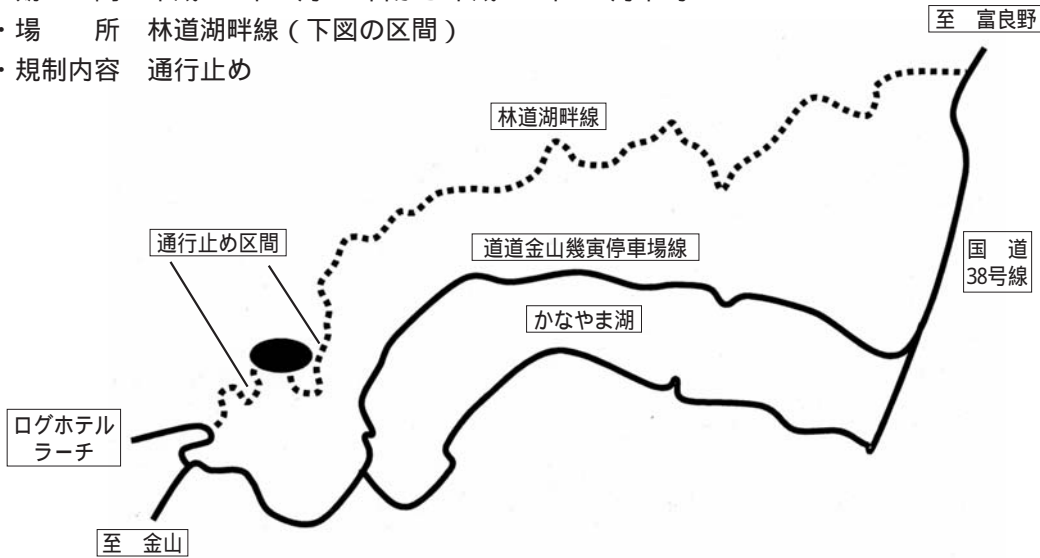 ・場　　所　林道湖畔線（下図の区間）
・規制内容　通行止め
至　富良野
林道湖畔線
通行止め区間
道道金山幾寅停車場線
国　道
38号線
かなやま湖
ログホテル
ラーチ
至　金山